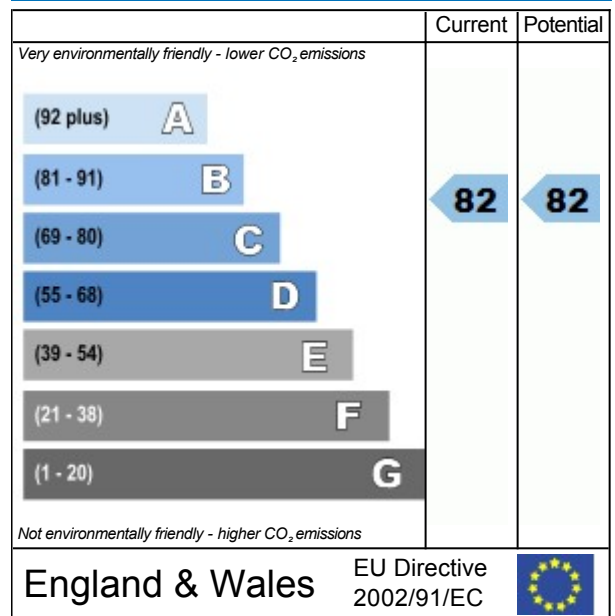 Current Potential
Very environmentally friendly - lower CO₂ emissions
(92 plus) A
(81 - 91) B
82 82
(69 - 80) C
(55 - 68) D
(39 - 54) E
(21 - 38) F
(1 - 20) G
Not environmentally friendly - higher CO₂ emissions
England & Wales
EU Directive
2002/91/EC